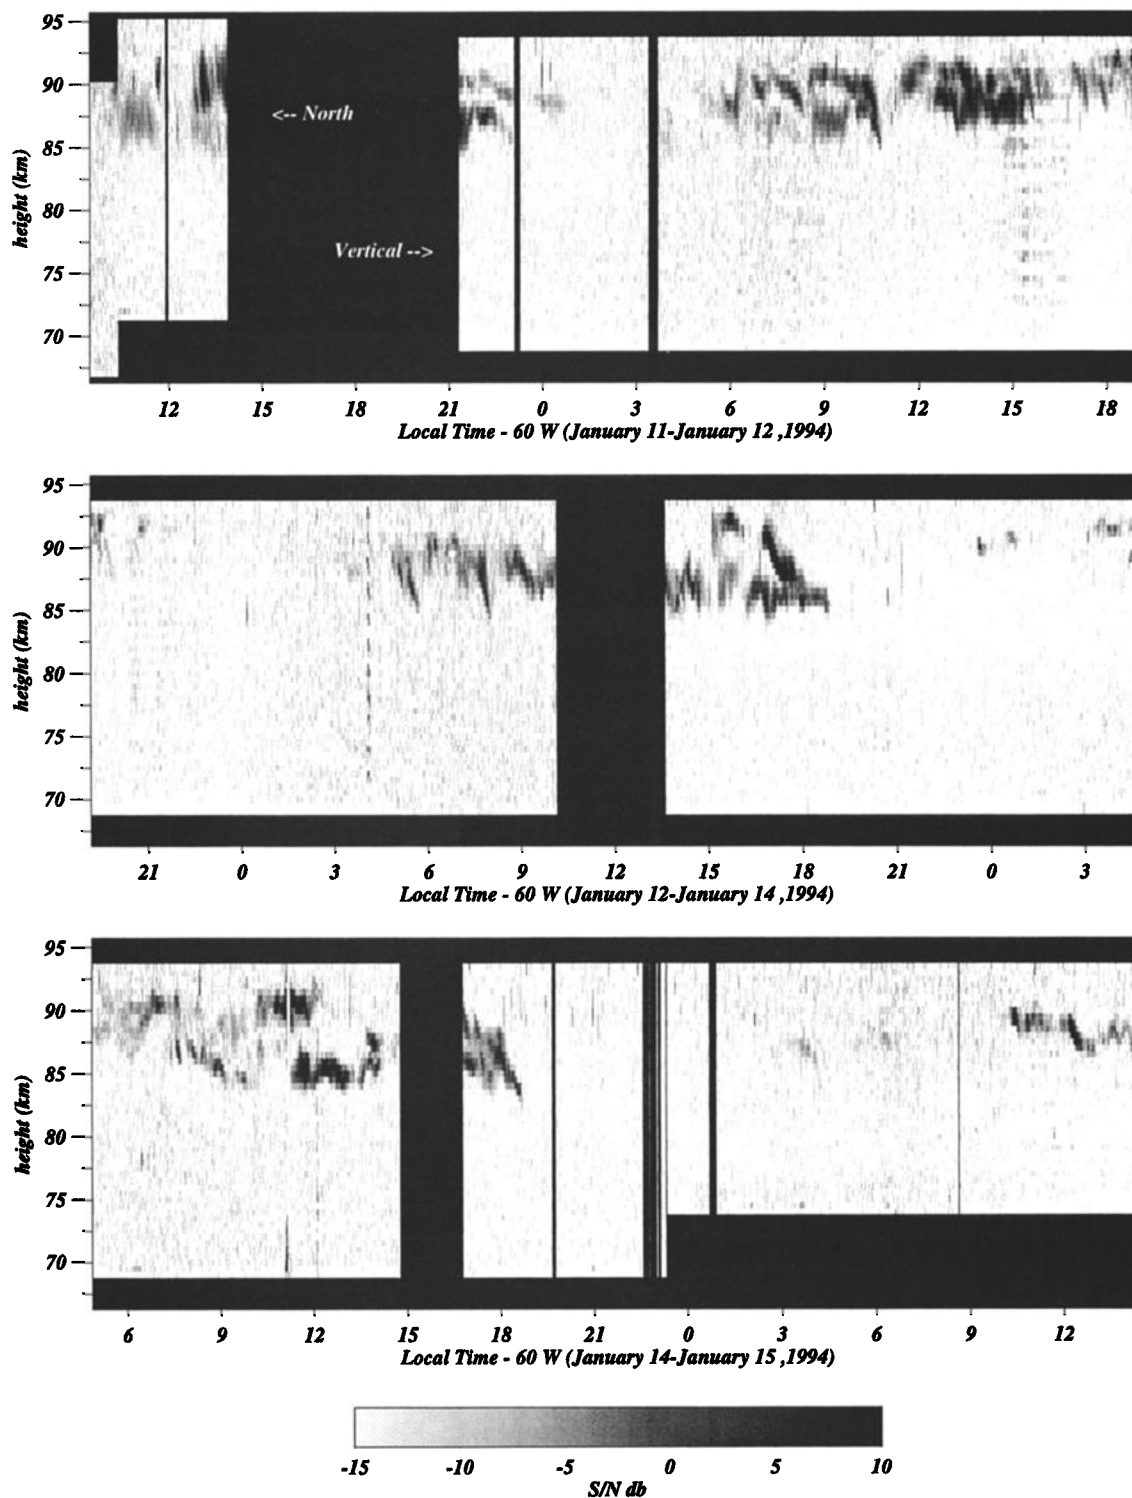 95
90
85
80
75
70
height (km)
<-- North
Vertical -->
12 15 18 21 0 3 6 9 12 15 18
Local Time - 60 W (January 11-January 12 ,1994)
95
90
85
80
75
70
height (km)
21 0 3 6 9 12 15 18 21 0 3
Local Time - 60 W (January 12-January 14 ,1994)
95
90
85
80
75
70
height (km)
6 9 12 15 18 21 0 3 6 9 12
Local Time - 60 W (January 14-January 15 ,1994)
-15 -10 -5 0 5 10
S/N db